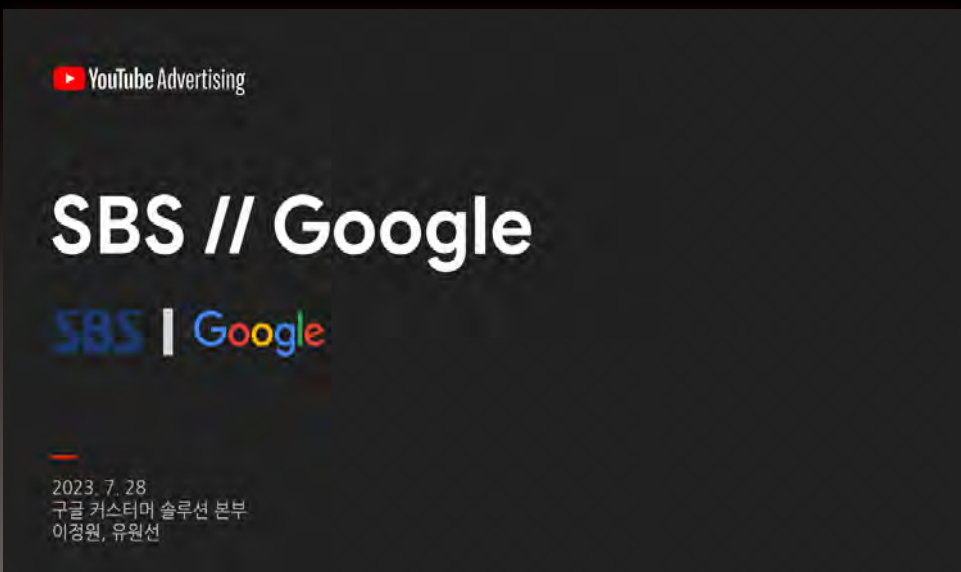 YouTube Advertising
SBS // Google
SBS | Google
2023. 7. 28
구글 커스터머 솔루션 본부
이정원, 유원선